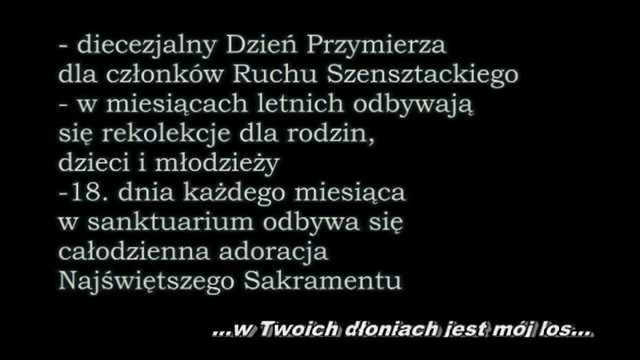 - diecezjalny Dzień Przymierza
dla członków Ruchu Szensztackiego
- w miesiącach letnich odbywają
się rekolekcje dla rodzin,
dzieci i młodzieży
-18. dnia każdego miesiąca
w sanktuarium odbywa się
całodzienna adoracja
Najświętszego Sakramentu
...w Twoich dłoniach jest mój los...